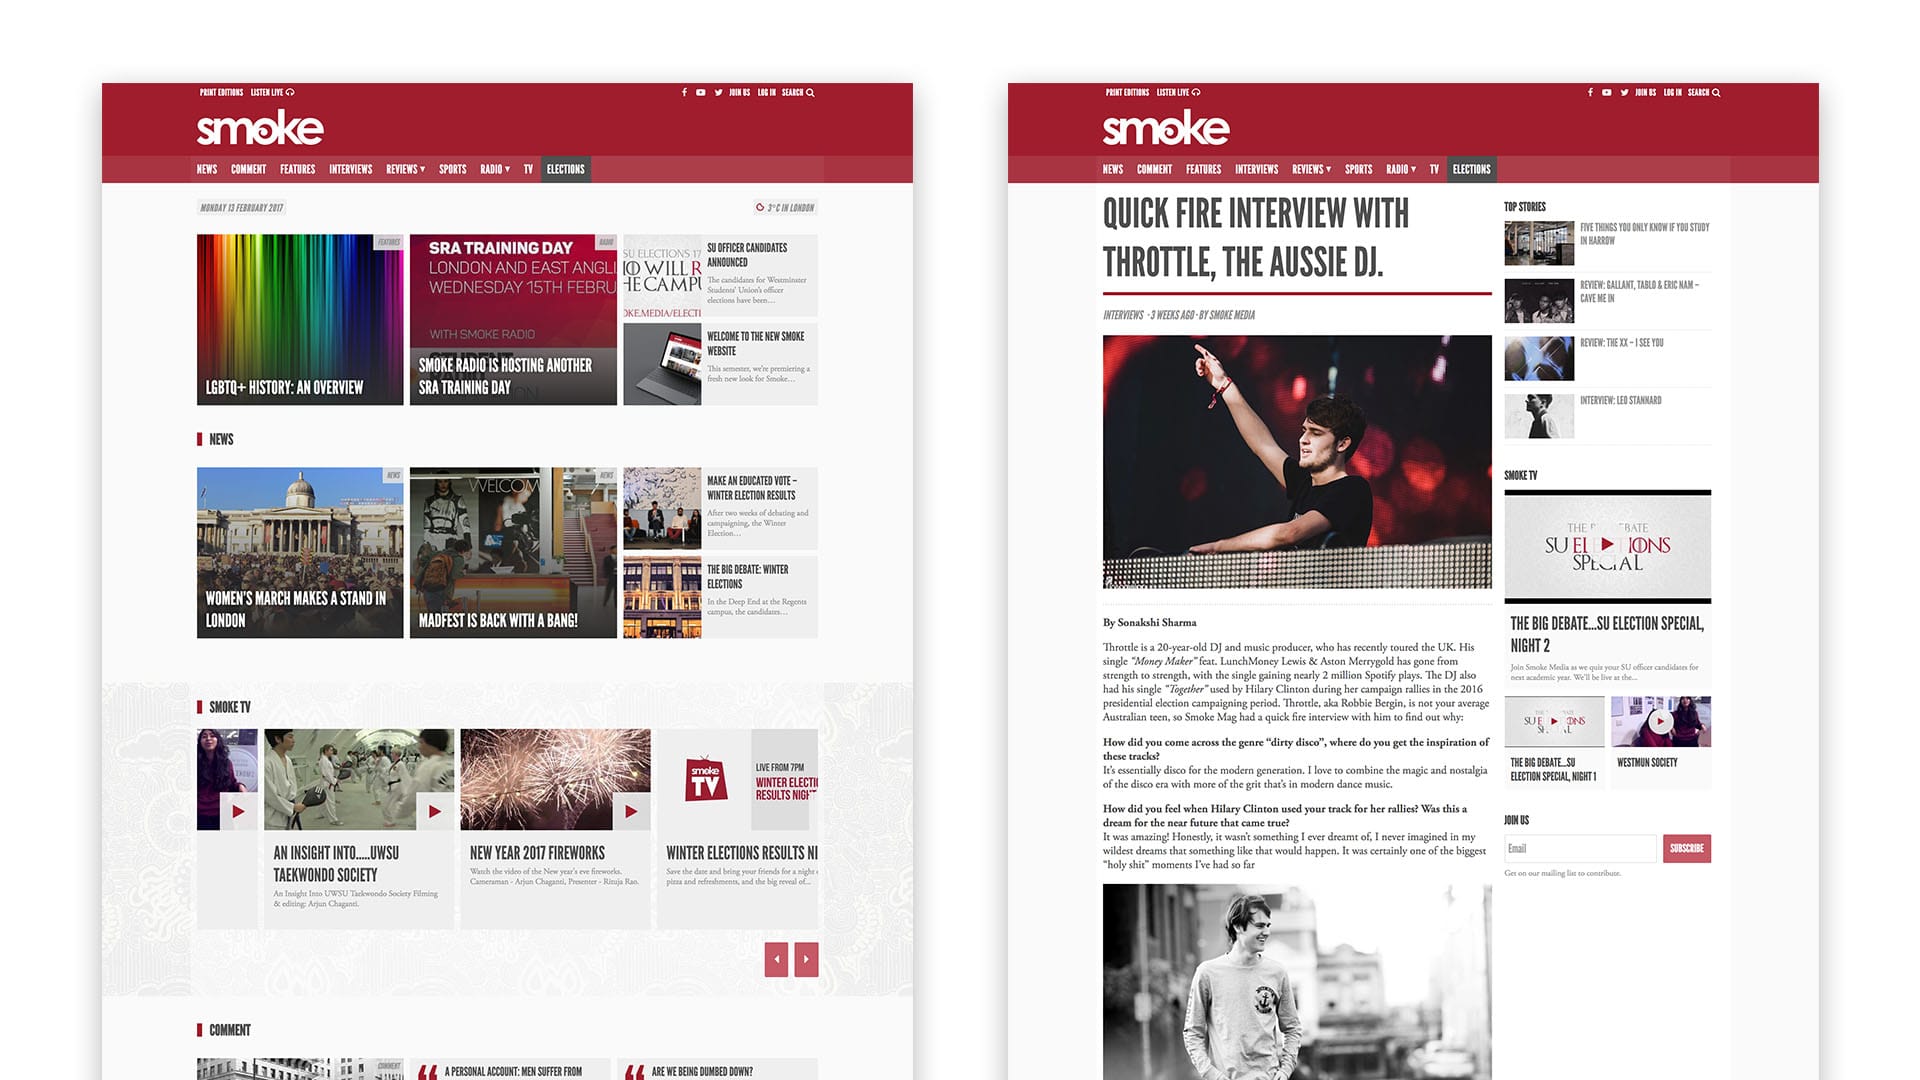 PRINT EDITIONS LISTEN LIVE
JOIN US LOG IN SEARCH
smoke
NEWS COMMENT FEATURES INTERVIEWS REVIEWS ▾ SPORTS RADIO ▾ TV ELECTIONS
MONDAY 13 FEBRUARY 2017
3°C IN LONDON
FEATURES
LGBTQ+ HISTORY: AN OVERVIEW
RADIO
SRA TRAINING DAY
LONDON AND EAST ANGLI
WEDNESDAY 15TH FEBRU
WITH SMOKE RADIO
STUDENT
SMOKE RADIO IS HOSTING ANOTHER
SRA TRAINING DAY
SU ELECTIONS 17
O WILL R
HE CAMPU
OKE.MEDIA/ELECTI
SU OFFICER CANDIDATES
ANNOUNCED
The candidates for Westminster
Students' Union's officer
elections have been…
WELCOME TO THE NEW SMOKE
WEBSITE
This semester, we're premiering a
fresh new look for Smoke…
NEWS
NEWS
WOMEN'S MARCH MAKES A STAND IN
LONDON
NEWS
WELCOM
MADFEST IS BACK WITH A BANG!
MAKE AN EDUCATED VOTE –
WINTER ELECTION RESULTS
After two weeks of debating and
campaigning, the Winter
Election…
THE BIG DEBATE: WINTER
ELECTIONS
In the Deep End at the Regents
campus, the candidates…
SMOKE TV
AN INSIGHT INTO.....UWSU
TAEKWONDO SOCIETY
An Insight Into UWSU Taekwondo Society Filming
& editing: Arjun Chaganti.
NEW YEAR 2017 FIREWORKS
Watch the video of the New year's eve fireworks.
Cameraman - Arjun Chaganti, Presenter - Rituja Rao.
smoke
TV
LIVE FROM 7PM
WINTER ELECTIO
RESULTS NIGHT
WINTER ELECTIONS RESULTS NI
Save the date and bring your friends for a night o
pizza and refreshments, and the big reveal of...
COMMENT
COMMENT
A PERSONAL ACCOUNT: MEN SUFFER FROM
ARE WE BEING DUMBED DOWN?
PRINT EDITIONS LISTEN LIVE
JOIN US LOG IN SEARCH
smoke
NEWS COMMENT FEATURES INTERVIEWS REVIEWS ▾ SPORTS RADIO ▾ TV ELECTIONS
QUICK FIRE INTERVIEW WITH
THROTTLE, THE AUSSIE DJ.
INTERVIEWS · 3 WEEKS AGO · BY SMOKE MEDIA
By Sonakshi Sharma
Throttle is a 20-year-old DJ and music producer, who has recently toured the UK. His
single “Money Maker” feat. LunchMoney Lewis & Aston Merrygold has gone from
strength to strength, with the single gaining nearly 2 million Spotify plays. The DJ also
had his single “Together” used by Hilary Clinton during her campaign rallies in the 2016
presidential election campaigning period. Throttle, aka Robbie Bergin, is not your average
Australian teen, so Smoke Mag had a quick fire interview with him to find out why:
How did you come across the genre “dirty disco”, where do you get the inspiration of
these tracks?
It's essentially disco for the modern generation. I love to combine the magic and nostalgia
of the disco era with more of the grit that's in modern dance music.
How did you feel when Hilary Clinton used your track for her rallies? Was this a
dream for the near future that came true?
It was amazing! Honestly, it wasn't something I ever dreamt of, I never imagined in my
wildest dreams that something like that would happen. It was certainly one of the biggest
“holy shit” moments I've had so far
TOP STORIES
FIVE THINGS YOU ONLY KNOW IF YOU STUDY
IN HARROW
REVIEW: GALLANT, TABLO & ERIC NAM –
CAVE ME IN
REVIEW: THE XX – I SEE YOU
INTERVIEW: LEO STANNARD
SMOKE TV
THE B EBATE
SU EL IONS
SPECIAL
THE BIG DEBATE...SU ELECTION SPECIAL,
NIGHT 2
Join Smoke Media as we quiz your SU officer candidates for
next academic year. We'll be live at the...
THE BIG DEBATE...SU
ELECTION SPECIAL, NIGHT 1
WESTMUN SOCIETY
JOIN US
Email
SUBSCRIBE
Get on our mailing list to contribute.